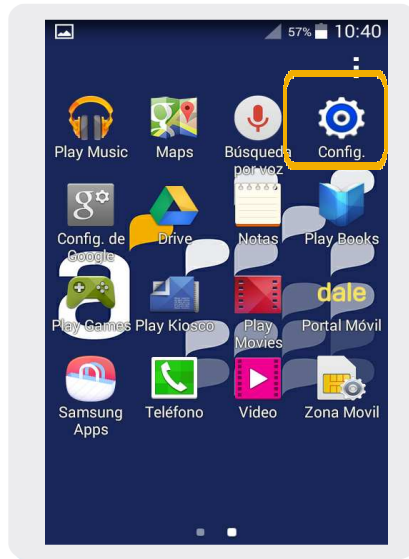 57% 10:40
Play Music Maps Búsqueda por voz Config.
Config. de Google Drive Notas Play Books
a
dale
Play Games Play Kiosco Play Movies Portal Móvil
Samsung Apps Teléfono Video Zona Movil